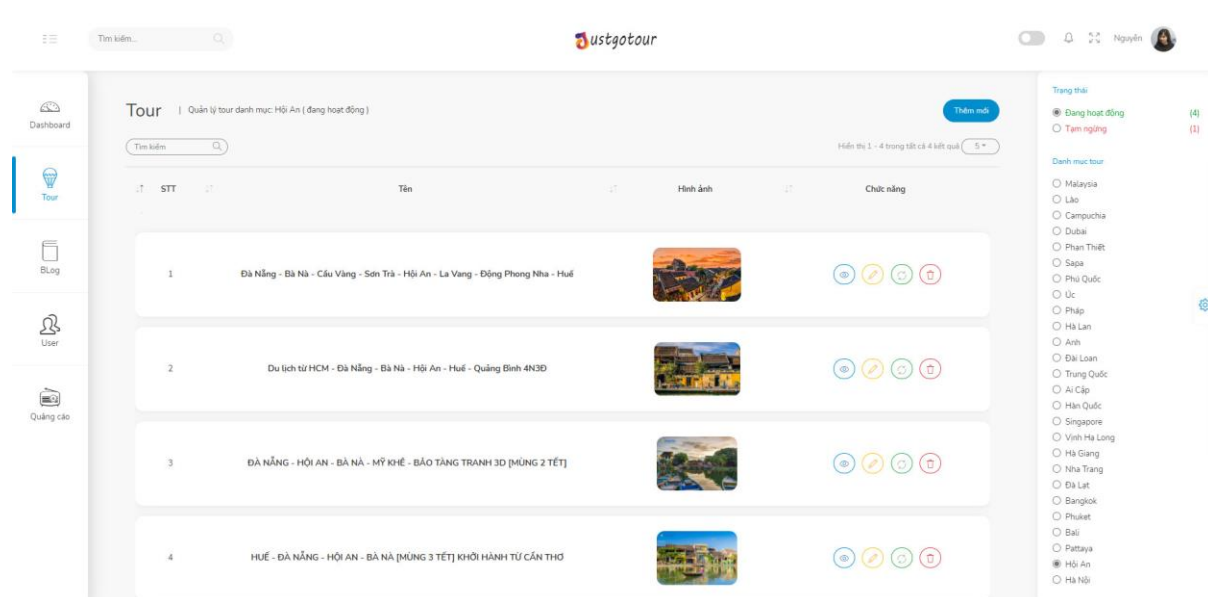 Tìm kiếm...
Justgotour
Nguyên
Dashboard
Tour
BLog
User
Quảng cáo
Tour | Quản lý tour danh mục: Hội An ( đang hoạt động )
Thêm mới
Tìm kiếm
Hiển thị 1 - 4 trong tất cả 4 kết quả 5
STT Tên Hình ảnh Chức năng
1 Đà Nẵng - Bà Nà - Cầu Vàng - Sơn Trà - Hội An - La Vang - Động Phong Nha - Huế
2 Du lịch từ HCM - Đà Nẵng - Bà Nà - Hội An - Huế - Quảng Bình 4N3Đ
3 ĐÀ NẴNG - HỘI AN - BÀ NÀ - MỸ KHÊ - BẢO TÀNG TRANH 3D [MÙNG 2 TẾT]
4 HUẾ - ĐÀ NẴNG - HỘI AN - BÀ NÀ [MÙNG 3 TẾT] KHỞI HÀNH TỪ CẦN THƠ
Trạng thái
Đang hoạt động (4)
Tạm ngừng (1)
Danh mục tour
Malaysia
Lào
Campuchia
Dubai
Phan Thiết
Sapa
Phú Quốc
Úc
Pháp
Hà Lan
Anh
Đài Loan
Trung Quốc
Ai Cập
Hàn Quốc
Singapore
Vịnh Hạ Long
Hà Giang
Nha Trang
Đà Lạt
Bangkok
Phuket
Bali
Pattaya
Hội An
Hà Nội